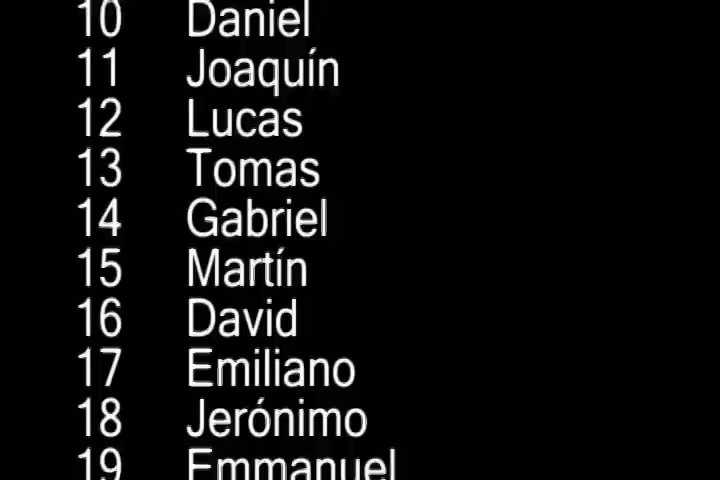 10 Daniel
11 Joaquín
12 Lucas
13 Tomas
14 Gabriel
15 Martín
16 David
17 Emiliano
18 Jerónimo
19 Emmanuel